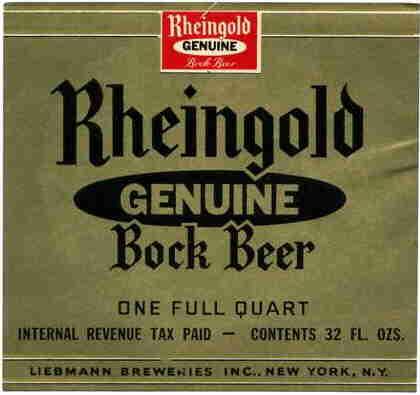 Rheingold
GENUINE
Bock Beer
Rheingold
GENUINE
Bock Beer
ONE FULL QUART
INTERNAL REVENUE TAX PAID — CONTENTS 32 FL. OZS.
LIEBMANN BREWERIES INC., NEW YORK, N.Y.